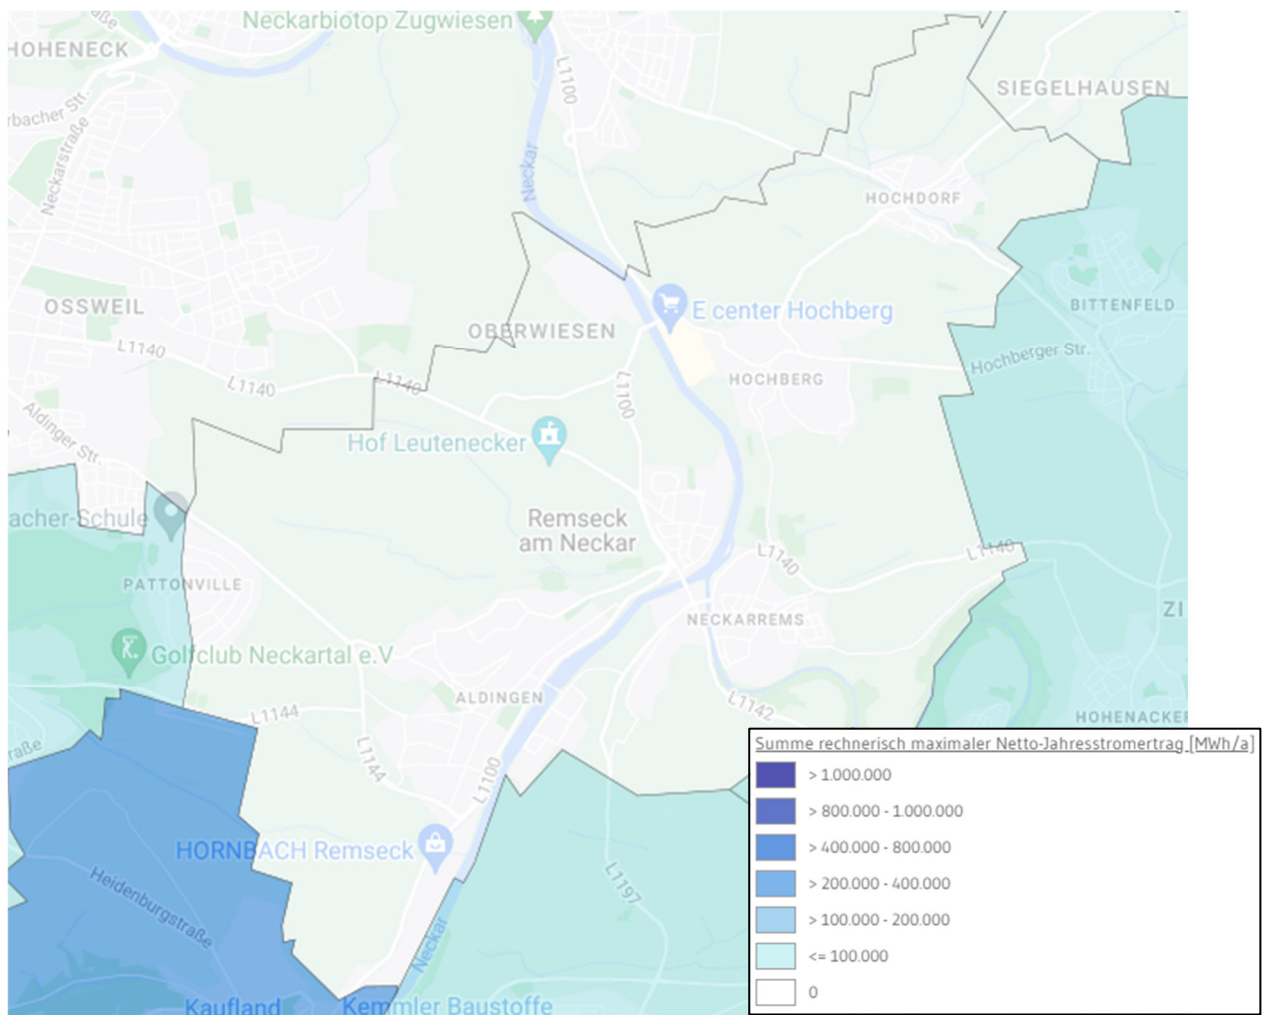 Neckarbiotop Zugwiesen
HOHENECK
L1100
SIEGELHAUSEN
rbacher Str.
Neckarstraße
Neckar
HOCHDORF
OSSWEIL
E center Hochberg
BITTENFELD
OBERWIESEN
L1140
Hochberger Str.
L1140
L1140
L1100
HOCHBERG
Aldinger Str.
Hof Leutenecker
acher-Schule
Remseck
am Neckar
L1140
L1140
PATTONVILLE
ZI
NECKARREMS
Golfclub Neckartal e.V
ALDINGEN
L1142
L1144
HOHENACKE
raße
L1144
L1100
HORNBACH Remseck
Heidenburgstraße
L1197
Neckar
Kaufland
Kemmler Baustoffe
Summe rechnerisch maximaler Netto-Jahresstromertrag [MWh/a]
> 1.000.000
> 800.000 - 1.000.000
> 400.000 - 800.000
> 200.000 - 400.000
> 100.000 - 200.000
<= 100.000
0